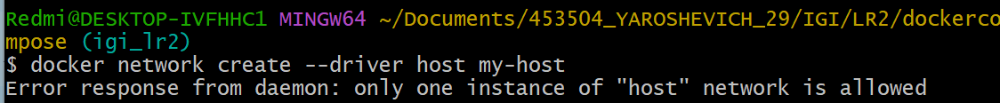 Redmi@DESKTOP-IVFHHC1 MINGW64 ~/Documents/453504_YAROSHEVICH_29/IGI/LR2/dockerco
mpose (igi_lr2)
$ docker network create --driver host my-host
Error response from daemon: only one instance of "host" network is allowed